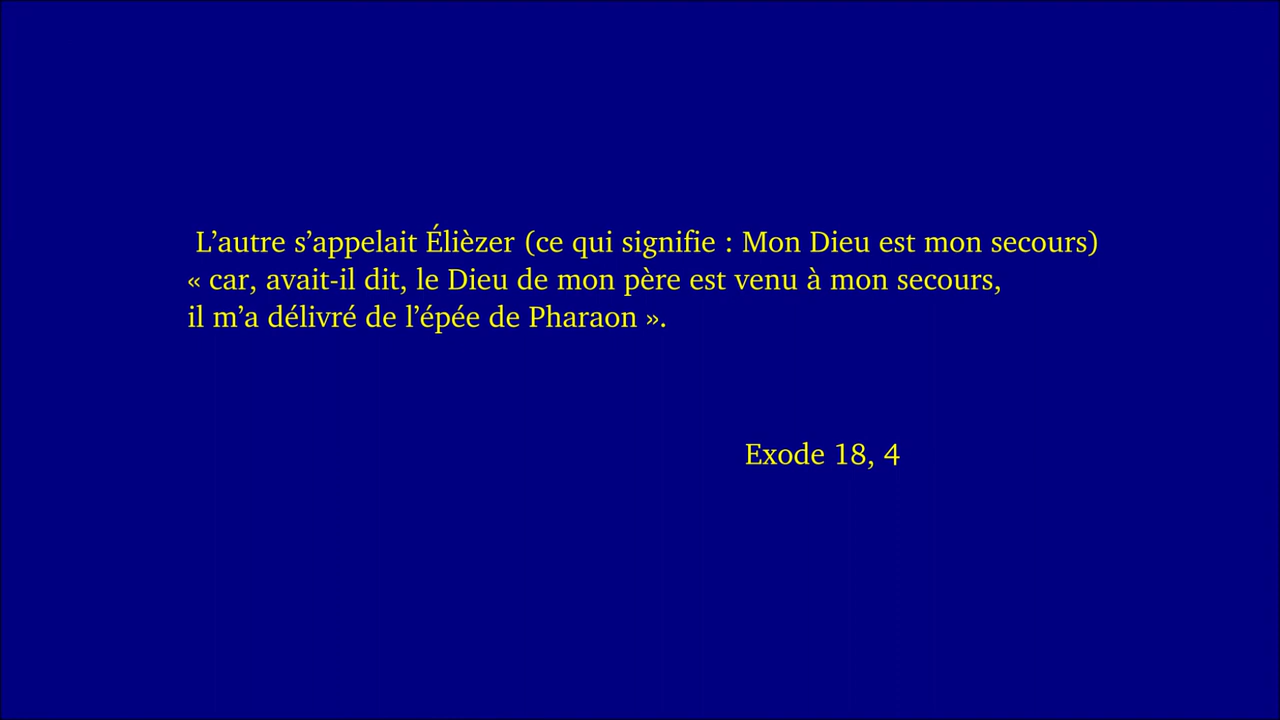 L’autre s’appelait Élièzer (ce qui signifie : Mon Dieu est mon secours)
« car, avait-il dit, le Dieu de mon père est venu à mon secours,
il m’a délivré de l’épée de Pharaon ».
Exode 18, 4